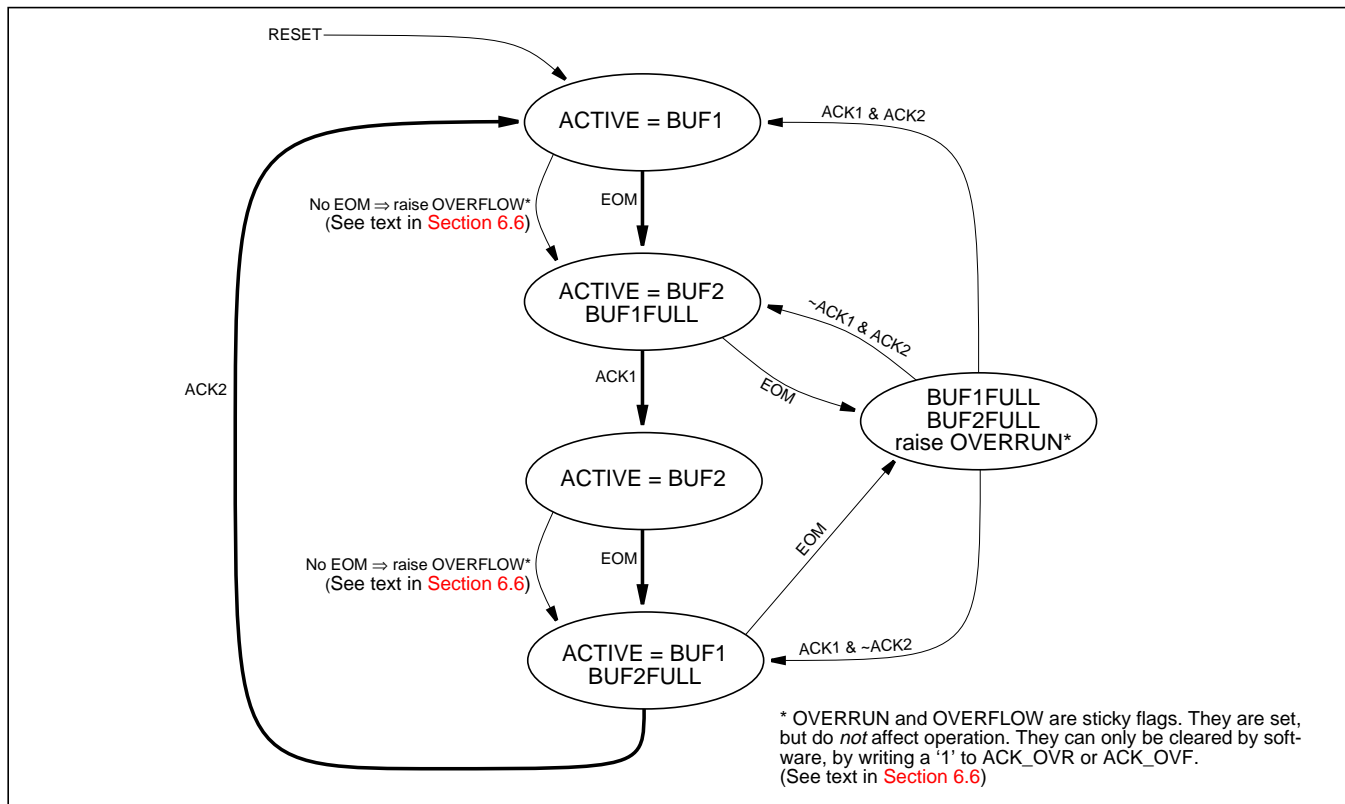 RESET
ACTIVE = BUF1
ACK1 & ACK2
No EOM ⇒ raise OVERFLOW*
(See text in Section 6.6)
EOM
ACTIVE = BUF2
BUF1FULL
~ACK1 & ACK2
EOM
ACK2
ACK1
BUF1FULL
BUF2FULL
raise OVERRUN*
ACTIVE = BUF2
No EOM ⇒ raise OVERFLOW*
(See text in Section 6.6)
EOM
EOM
ACTIVE = BUF1
BUF2FULL
ACK1 & ~ACK2
* OVERRUN and OVERFLOW are sticky flags. They are set,
but do not affect operation. They can only be cleared by soft-
ware, by writing a ‘1’ to ACK_OVR or ACK_OVF.
(See text in Section 6.6)